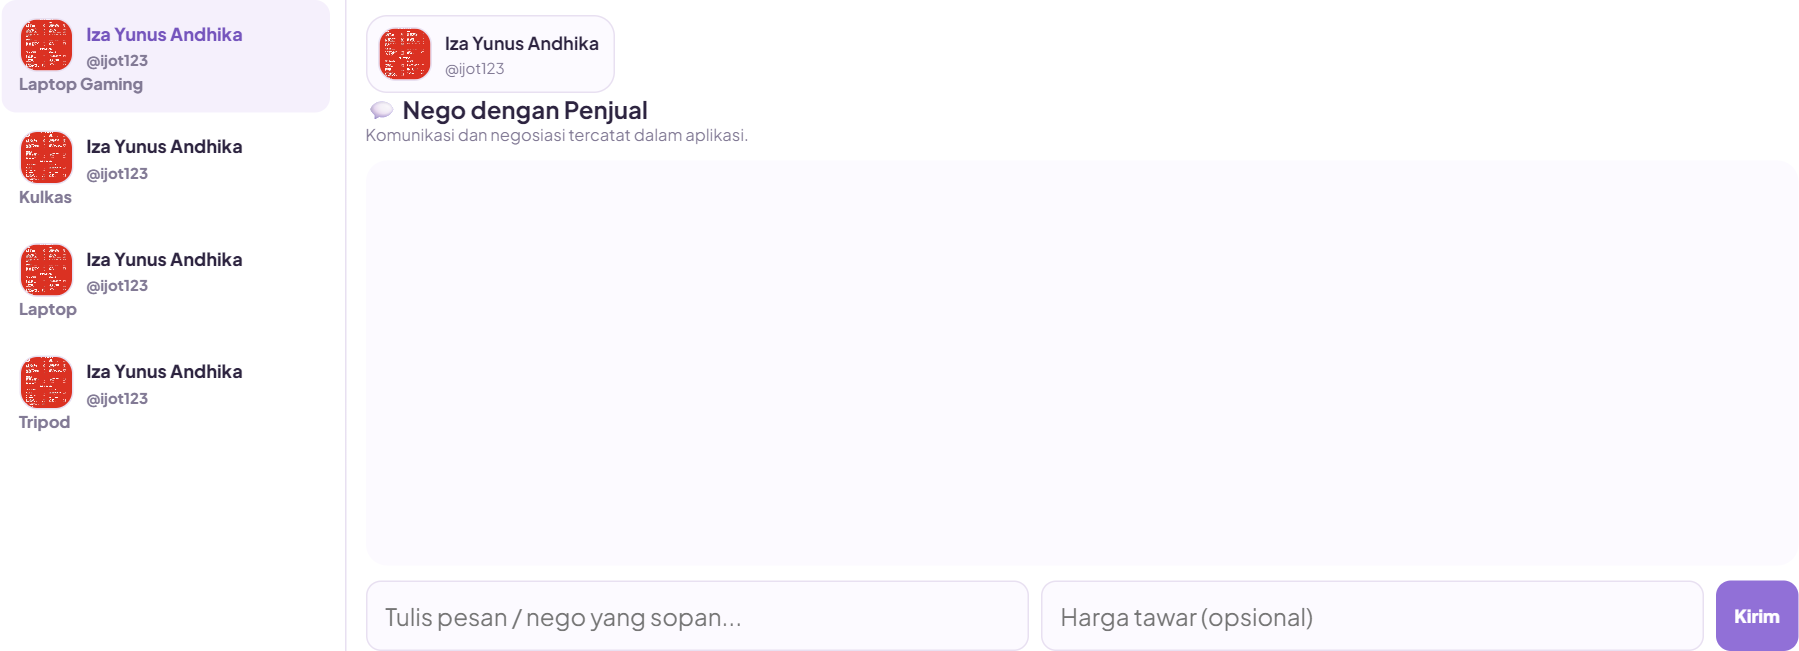 Iza Yunus Andhika
@ijot123
Laptop Gaming
Iza Yunus Andhika
@ijot123
Kulkas
Iza Yunus Andhika
@ijot123
Laptop
Iza Yunus Andhika
@ijot123
Tripod
Iza Yunus Andhika
@ijot123
Nego dengan Penjual
Komunikasi dan negosiasi tercatat dalam aplikasi.
Tulis pesan / nego yang sopan...
Harga tawar (opsional)
Kirim